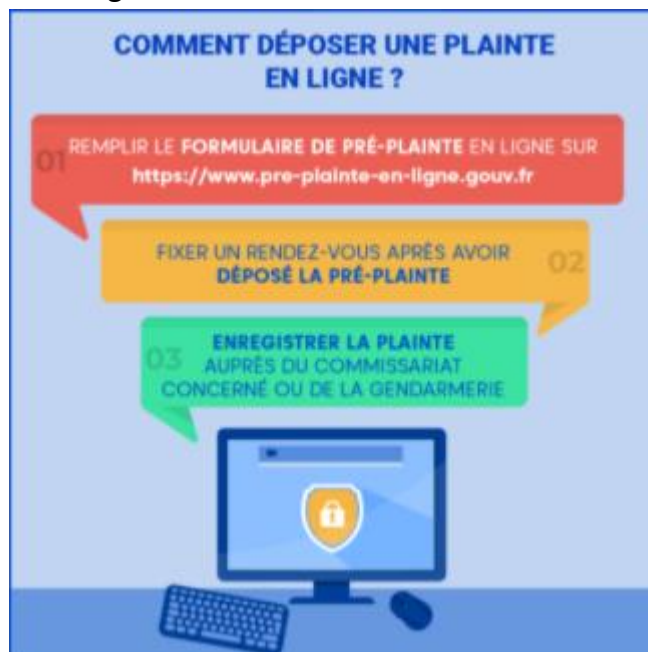 COMMENT DÉPOSER UNE PLAINTE
EN LIGNE ?
01
REMPLIR LE FORMULAIRE DE PRÉ-PLAINTE EN LIGNE SUR
https://www.pre-plainte-en-ligne.gouv.fr
FIXER UN RENDEZ-VOUS APRÈS AVOIR
DÉPOSÉ LA PRÉ-PLAINTE
02
03
ENREGISTRER LA PLAINTE
AUPRÈS DU COMMISSARIAT
CONCERNÉ OU DE LA GENDARMERIE